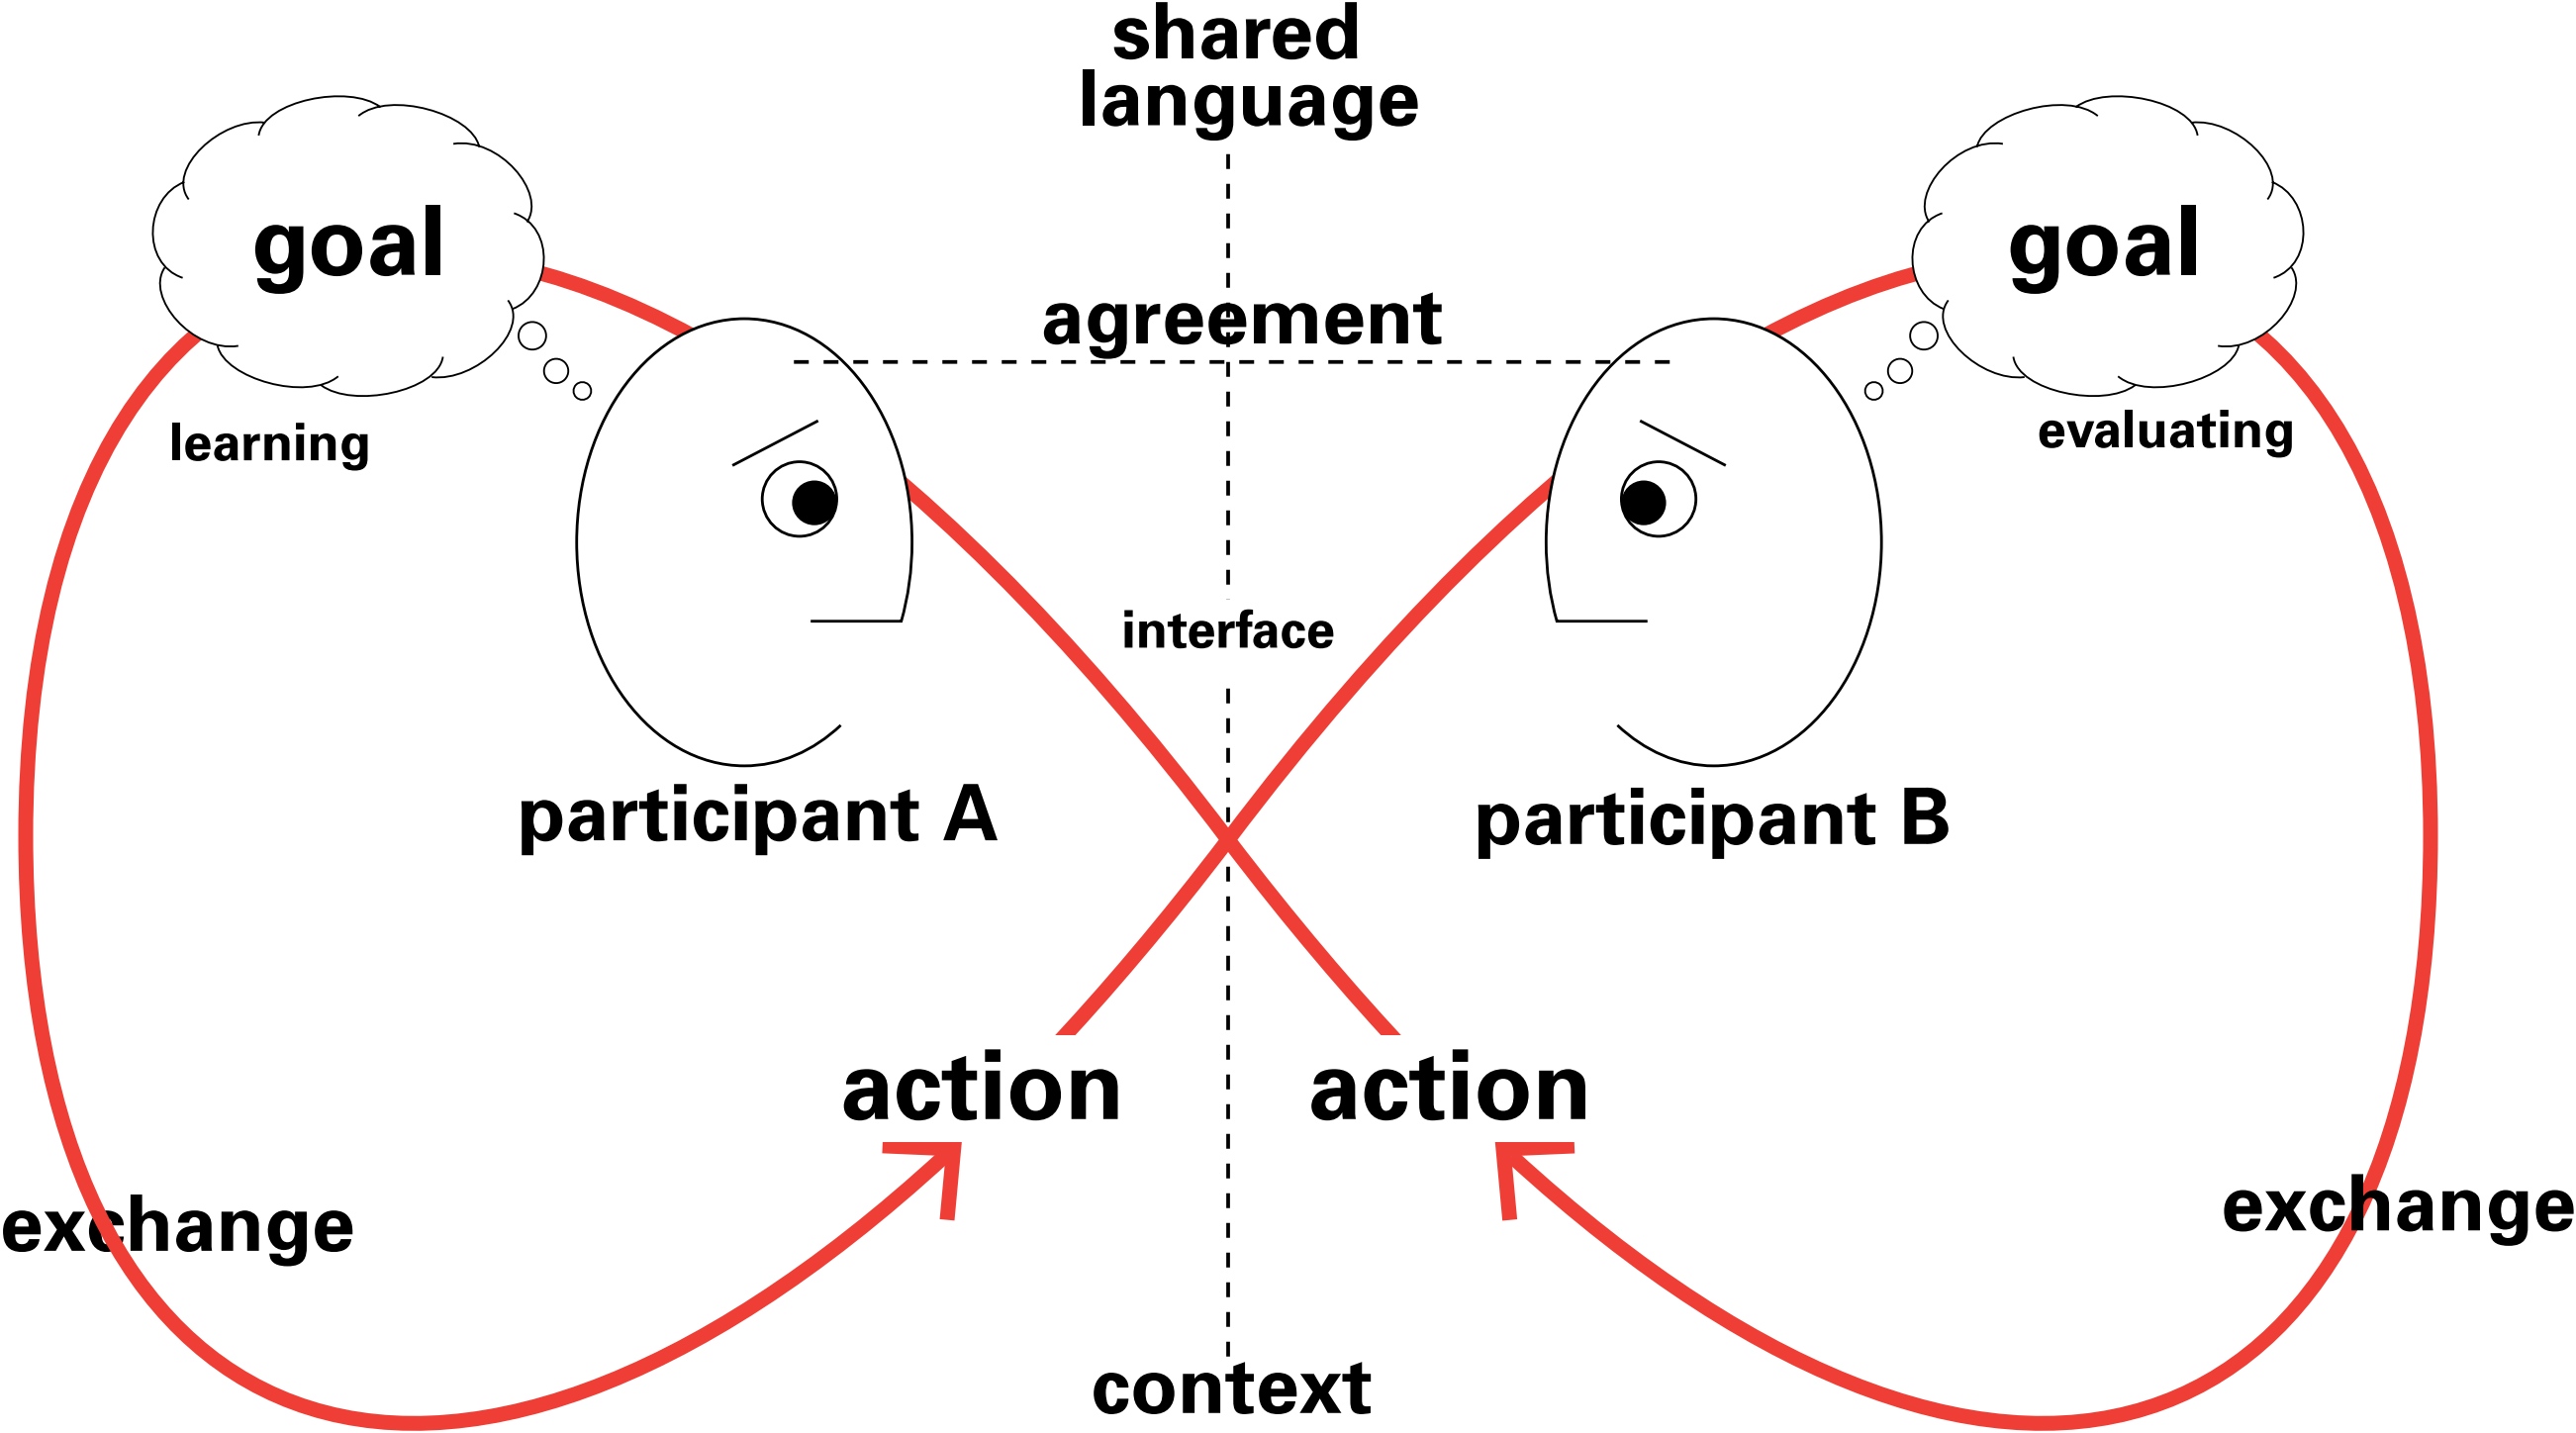 shared
language
goal
goal
agreement
learning
evaluating
interface
participant A
participant B
action
action
exchange
exchange
context